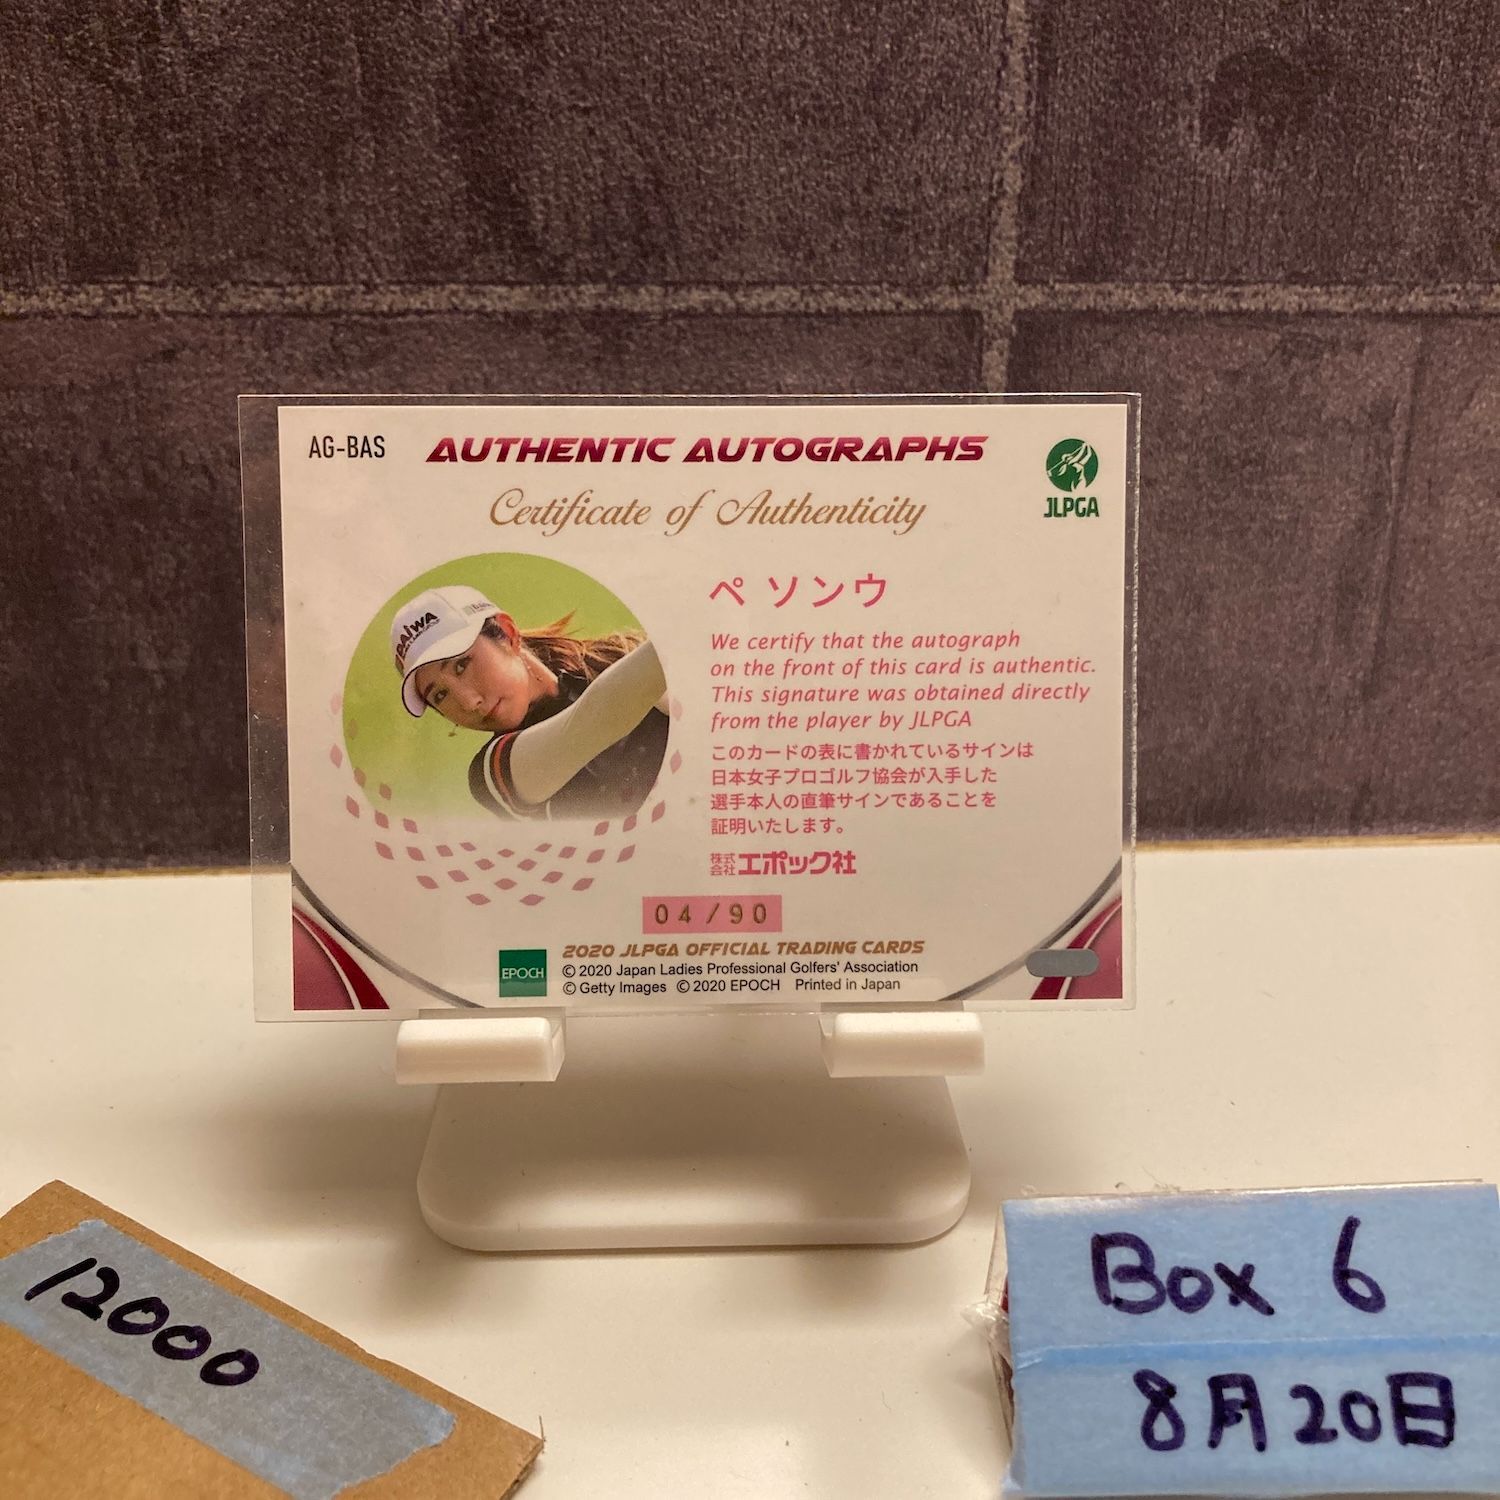 AG-BAS
AUTHENTIC AUTOGRAPHS
Certificate of Authenticity
JLPGA
DAIWA
ペ ソンウ
We certify that the autograph
on the front of this card is authentic.
This signature was obtained directly
from the player by JLPGA
このカードの表に書かれているサインは
日本女子プロゴルフ協会が入手した
選手本人の直筆サインであることを
証明いたします。
株式会社エポック社
04/90
EPOCH
2020 JLPGA OFFICIAL TRADING CARDS
© 2020 Japan Ladies Professional Golfers' Association
© Getty Images © 2020 EPOCH Printed in Japan
12000
Box 6
8月20日